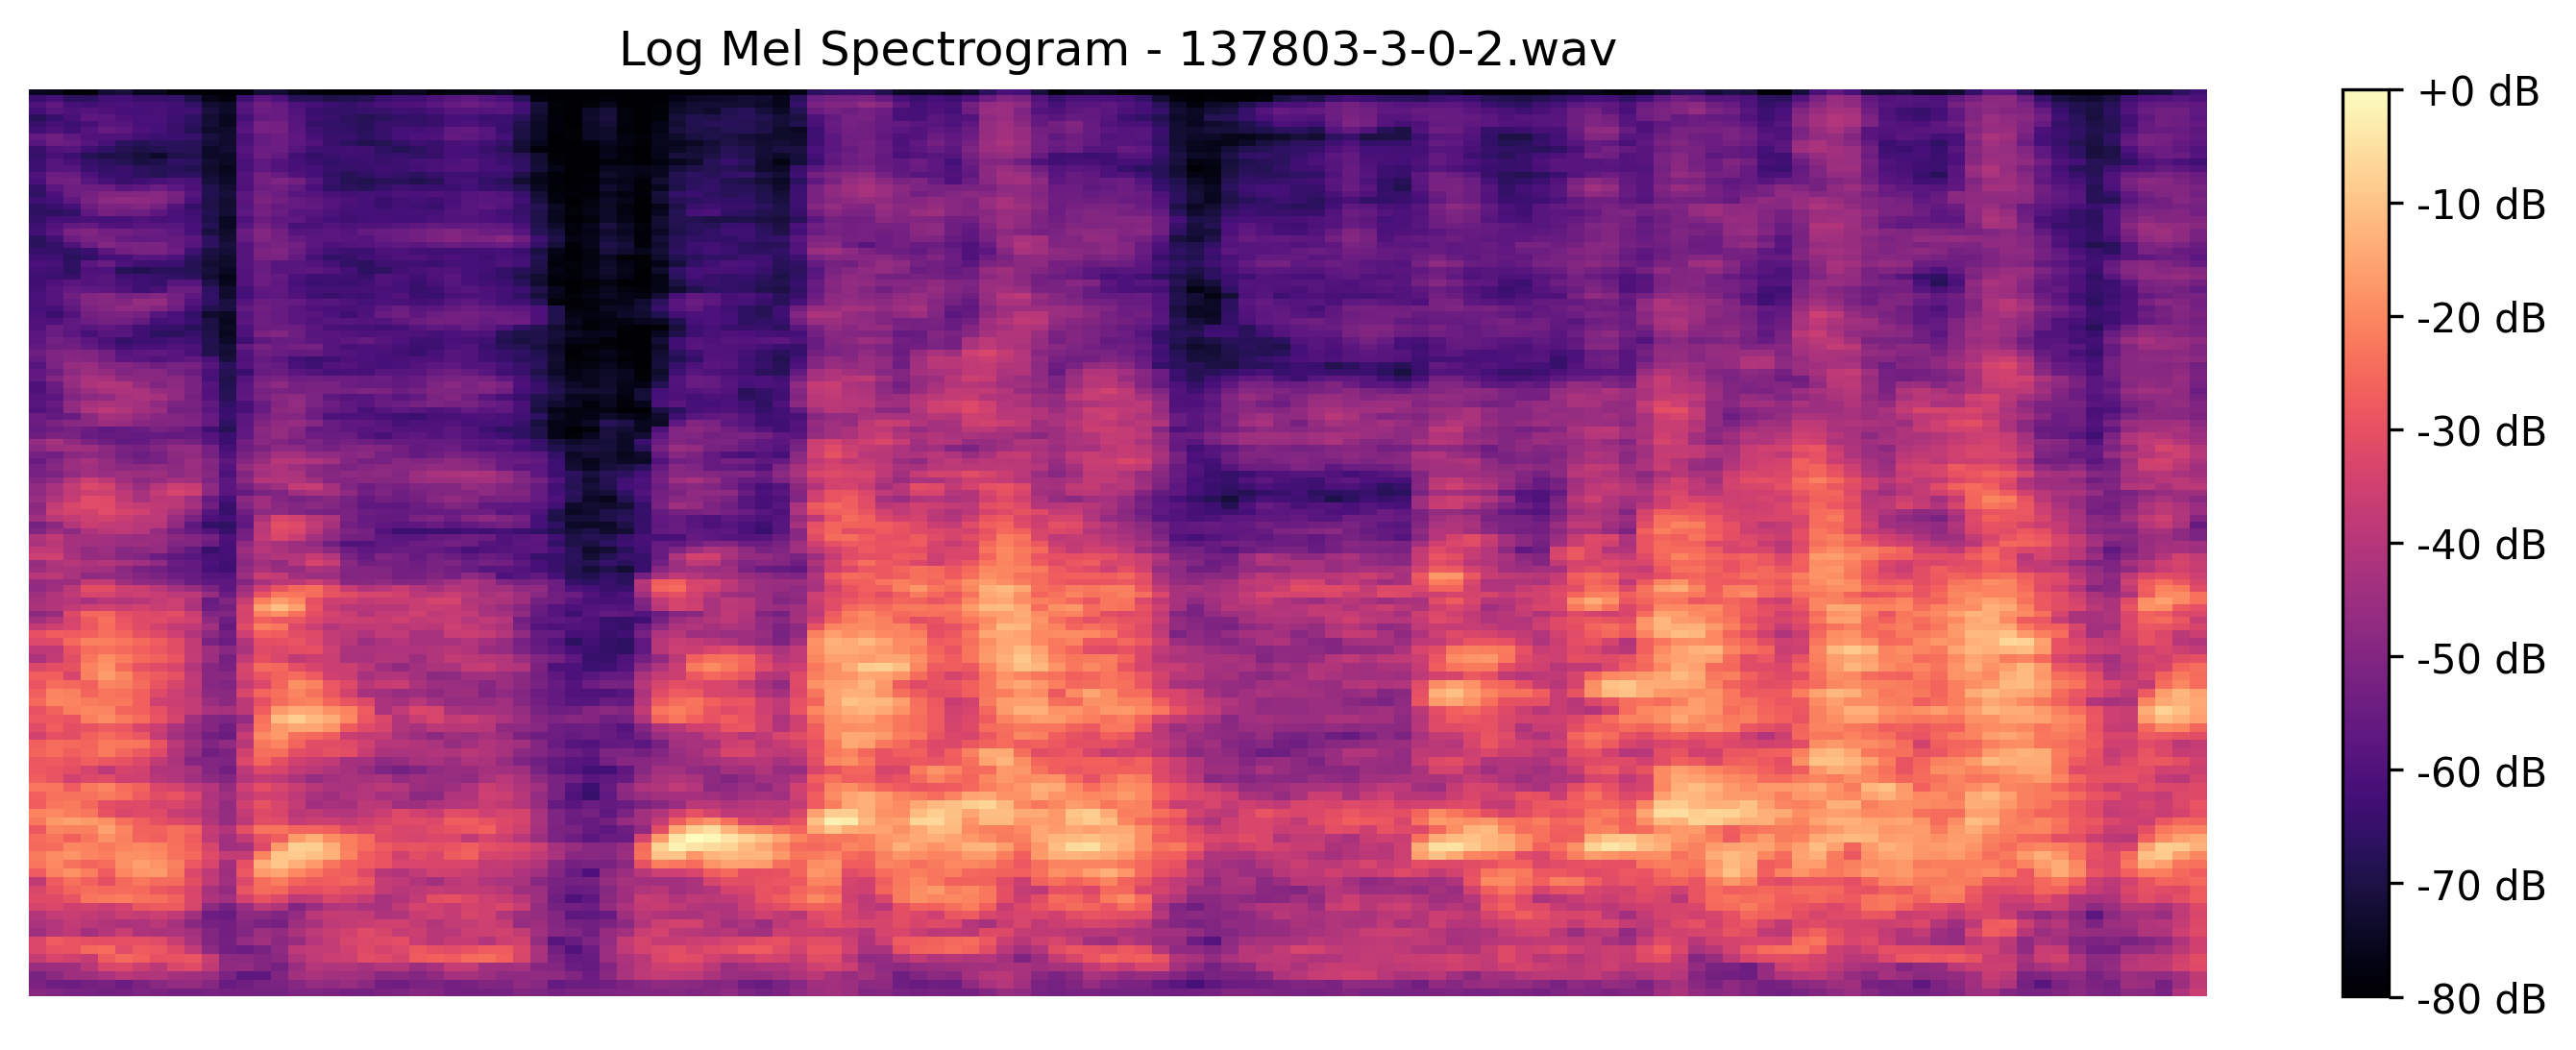 Log Mel Spectrogram - 137803-3-0-2.wav
+0 dB
-10 dB
-20 dB
-30 dB
-40 dB
-50 dB
-60 dB
-70 dB
-80 dB